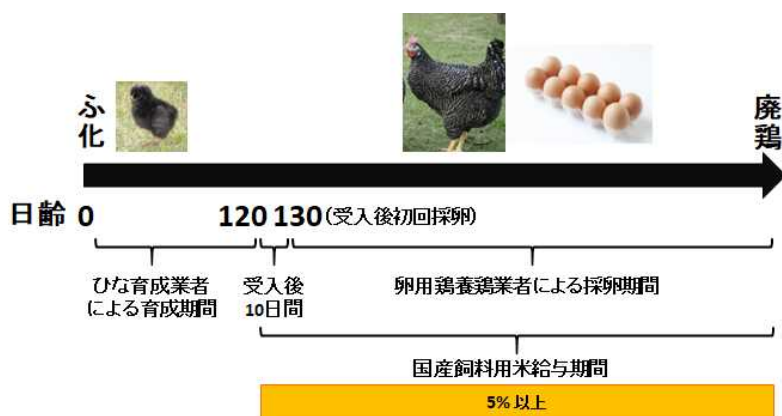 ふ化
廃鶏
日齢 0 120 130(受入後初回採卵)
ひな育成業者
による育成期間
受入後
10日間
卵用鶏養鶏業者による採卵期間
国産飼料用米給与期間
5%以上